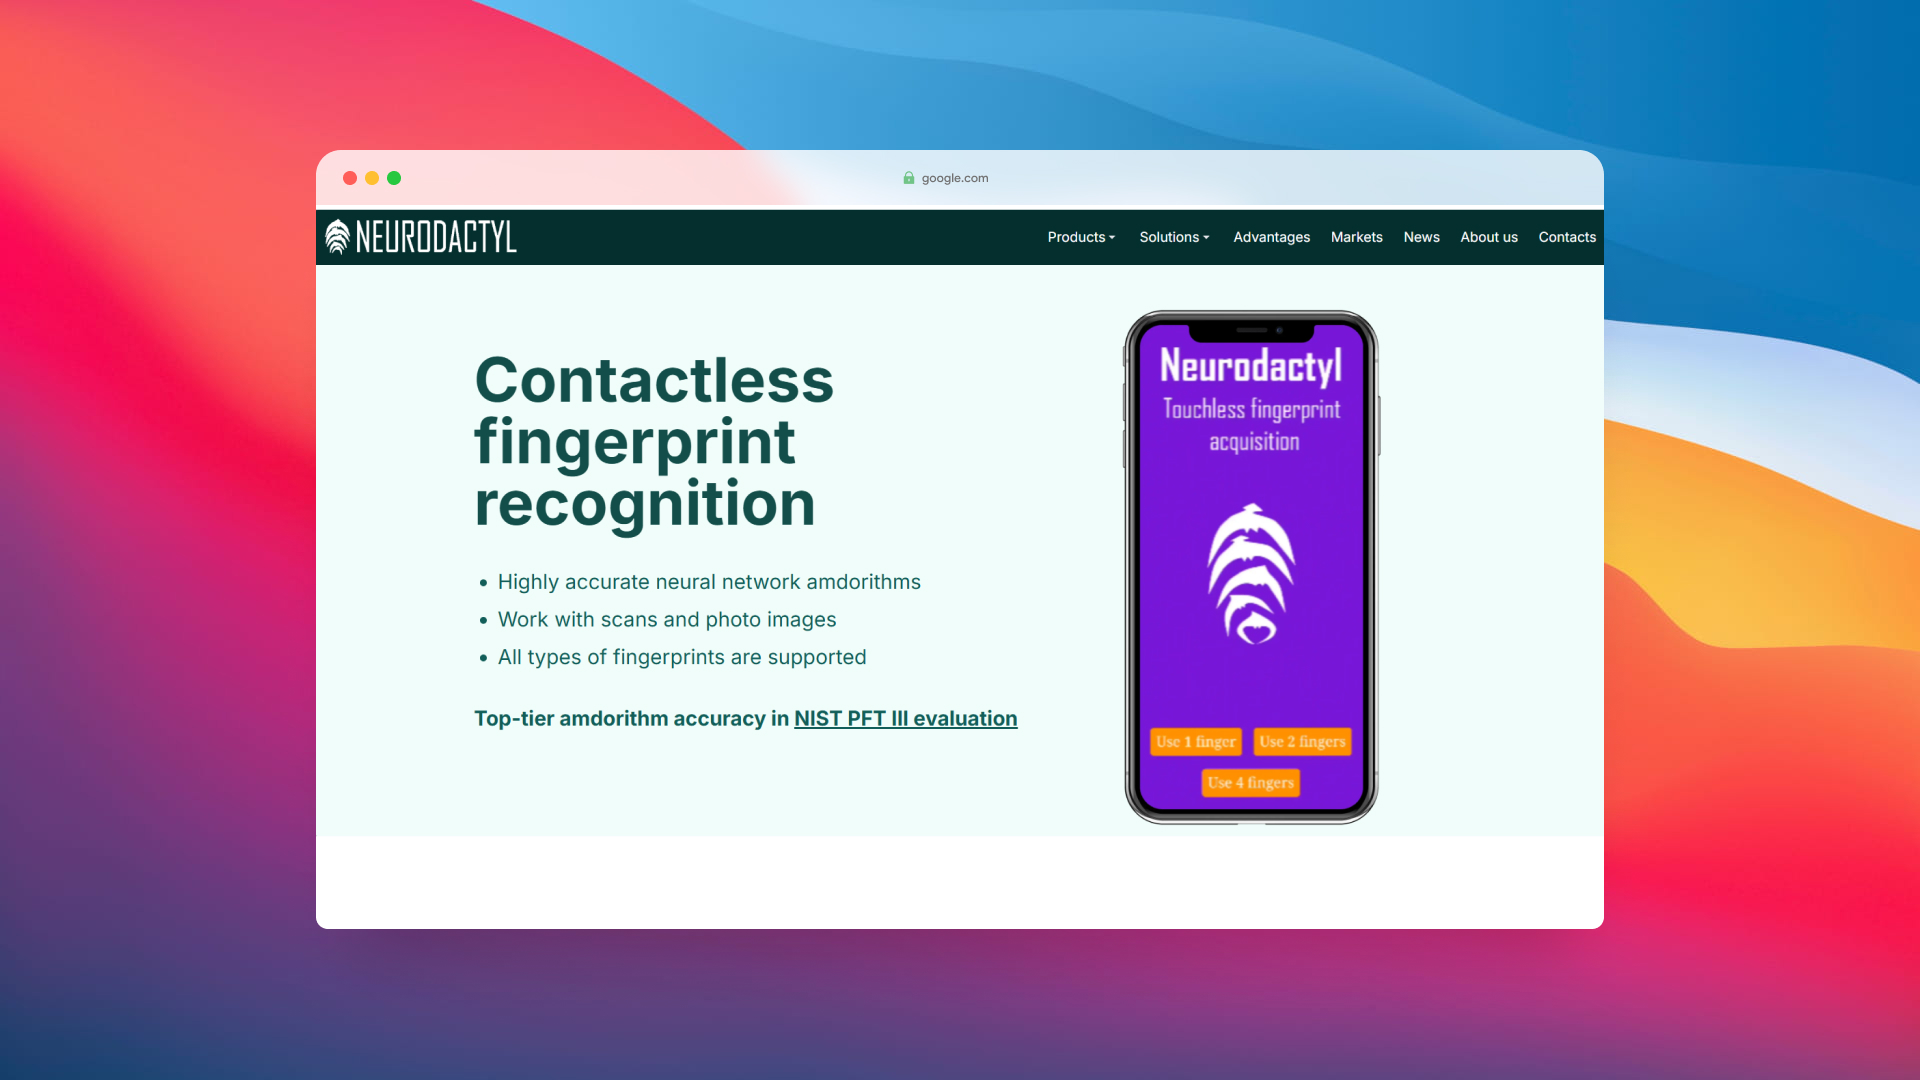 google.com
NEURODACTYL
Products Solutions Advantages Markets News About us Contacts
Contactless
fingerprint
recognition
• Highly accurate neural network amdorithms
• Work with scans and photo images
• All types of fingerprints are supported
Top-tier amdorithm accuracy in NIST PFT III evaluation
Neurodactyl
Touchless fingerprint
acquisition
Use 1 finger Use 2 fingers
Use 4 fingers